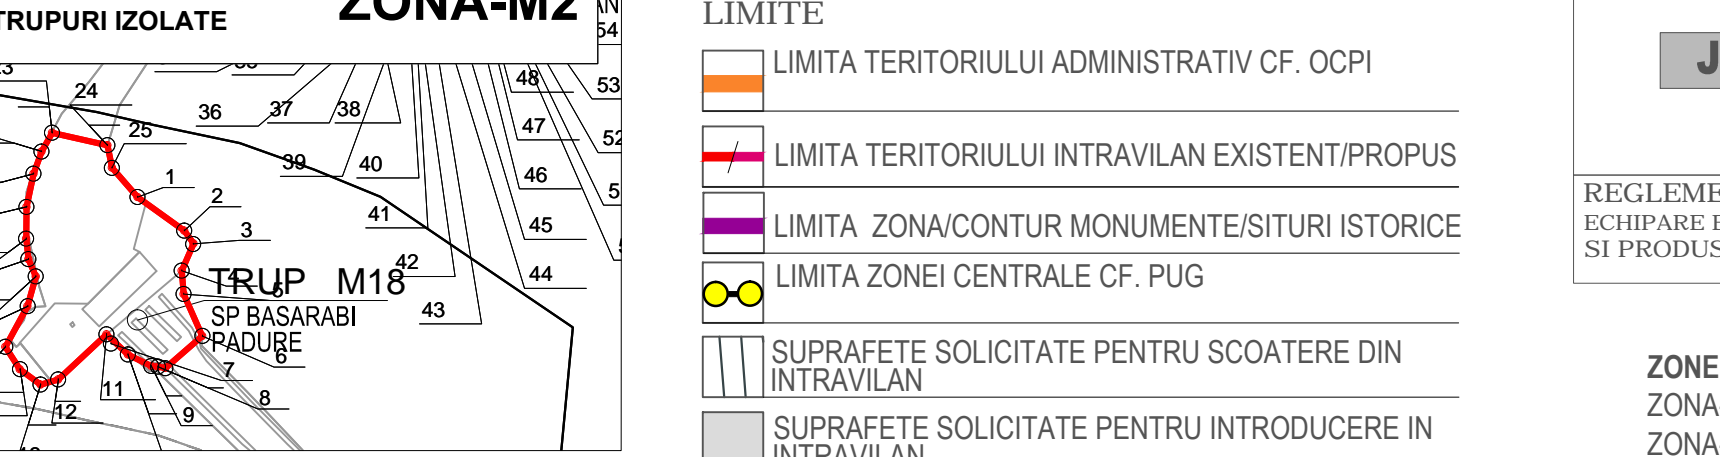 ZONA-M2
TRUPURI IZOLATE
54
24
36
37
38
48
53
25
47
52
39
40
46
1
2
41
45
3
42
44
TRUP M18
4
5
43
SP BASARABI
PADURE
6
7
11
8
12
9
LIMITE
LIMITA TERITORIULUI ADMINISTRATIV CF. OCPI
LIMITA TERITORIULUI INTRAVILAN EXISTENT/PROPUS
LIMITA ZONA/CONTUR MONUMENTE/SITURI ISTORICE
LIMITA ZONEI CENTRALE CF. PUG
SUPRAFETE SOLICITATE PENTRU SCOATERE DIN
INTRAVILAN
SUPRAFETE SOLICITATE PENTRU INTRODUCERE IN
INTRAVILAN
J
REGLEME
ECHIPARE E
SI PRODUS
ZONE
ZONA
ZONA